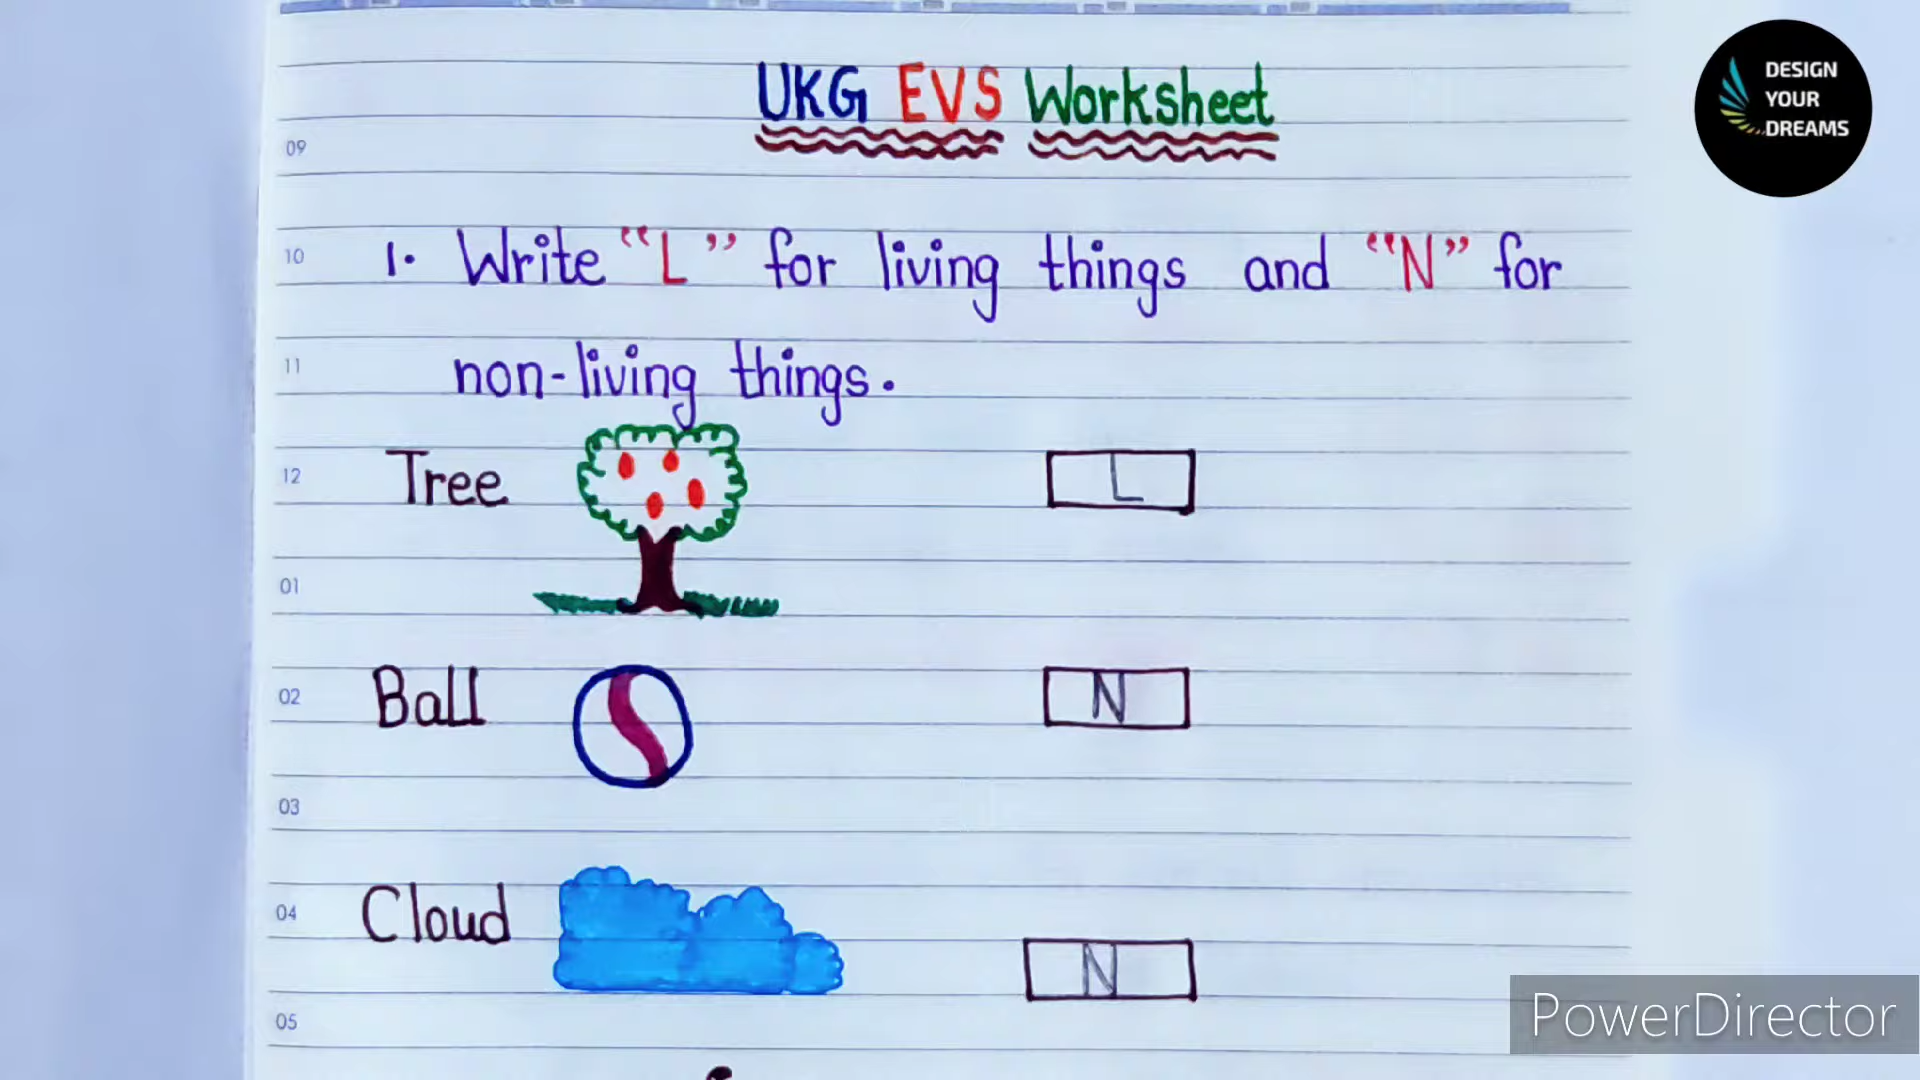 UKG EVS Worksheet
DESIGN
YOUR
...DREAMS
09
10 1. Write "L" for living things and "N" for
11 non-living things.
12 Tree L
01
02 Ball N
03
04 Cloud N
05
PowerDirector